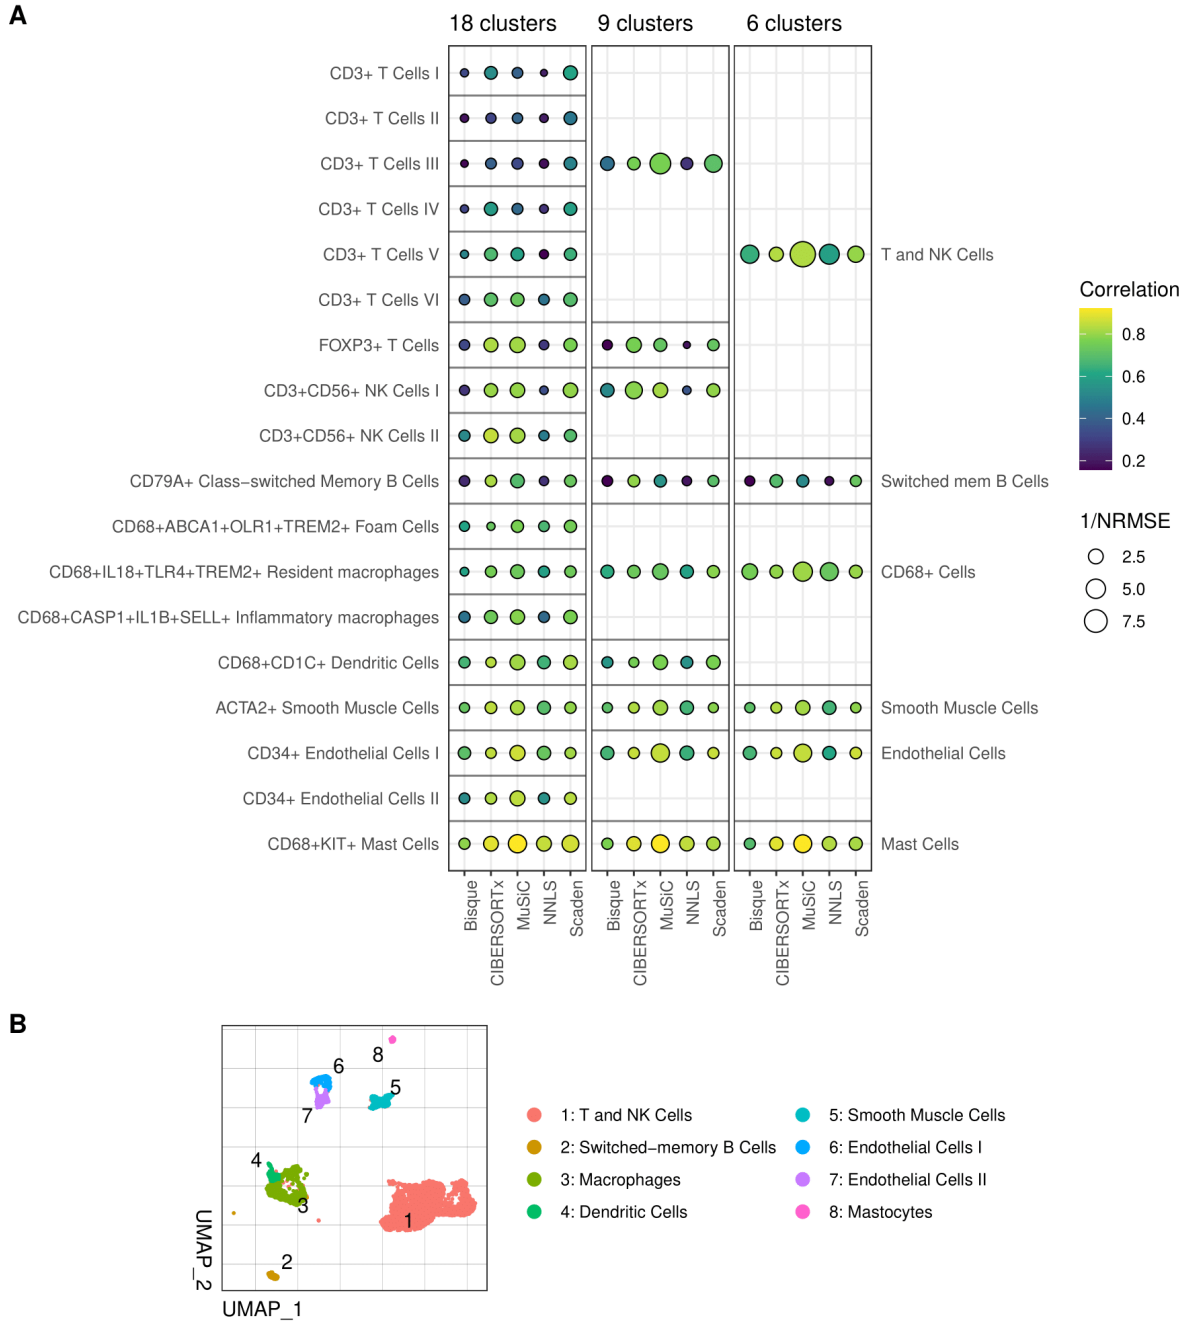 A
18 clusters
9 clusters
6 clusters
CD3+ T Cells I
CD3+ T Cells II
CD3+ T Cells III
CD3+ T Cells IV
CD3+ T Cells V
T and NK Cells
CD3+ T Cells VI
FOXP3+ T Cells
CD3+CD56+ NK Cells I
CD3+CD56+ NK Cells II
CD79A+ Class−switched Memory B Cells
Switched mem B Cells
CD68+ABCA1+OLR1+TREM2+ Foam Cells
CD68+IL18+TLR4+TREM2+ Resident macrophages
CD68+ Cells
CD68+CASP1+IL1B+SELL+ Inflammatory macrophages
CD68+CD1C+ Dendritic Cells
ACTA2+ Smooth Muscle Cells
Smooth Muscle Cells
CD34+ Endothelial Cells I
Endothelial Cells
CD34+ Endothelial Cells II
CD68+KIT+ Mast Cells
Mast Cells
Bisque
CIBERSORTx
MuSiC
NNLS
Scaden
Bisque
CIBERSORTx
MuSiC
NNLS
Scaden
Bisque
CIBERSORTx
MuSiC
NNLS
Scaden
Correlation
0.8
0.6
0.4
0.2
1/NRMSE
2.5
5.0
7.5
B
8
6
5
7
4
3
1
2
UMAP_2
UMAP_1
1: T and NK Cells
2: Switched−memory B Cells
3: Macrophages
4: Dendritic Cells
5: Smooth Muscle Cells
6: Endothelial Cells I
7: Endothelial Cells II
8: Mastocytes